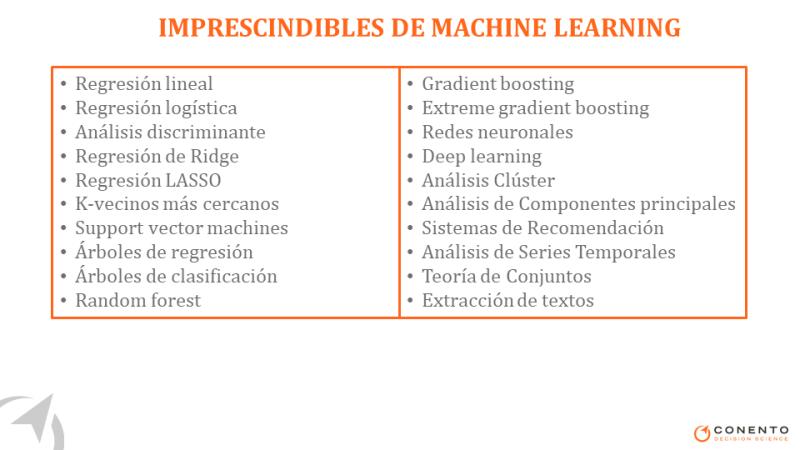 IMPRESCINDIBLES DE MACHINE LEARNING
• Regresión lineal
• Regresión logística
• Análisis discriminante
• Regresión de Ridge
• Regresión LASSO
• K-vecinos más cercanos
• Support vector machines
• Árboles de regresión
• Árboles de clasificación
• Random forest
• Gradient boosting
• Extreme gradient boosting
• Redes neuronales
• Deep learning
• Análisis Clúster
• Análisis de Componentes principales
• Sistemas de Recomendación
• Análisis de Series Temporales
• Teoría de Conjuntos
• Extracción de textos
CONENTO
DECISION SCIENCE